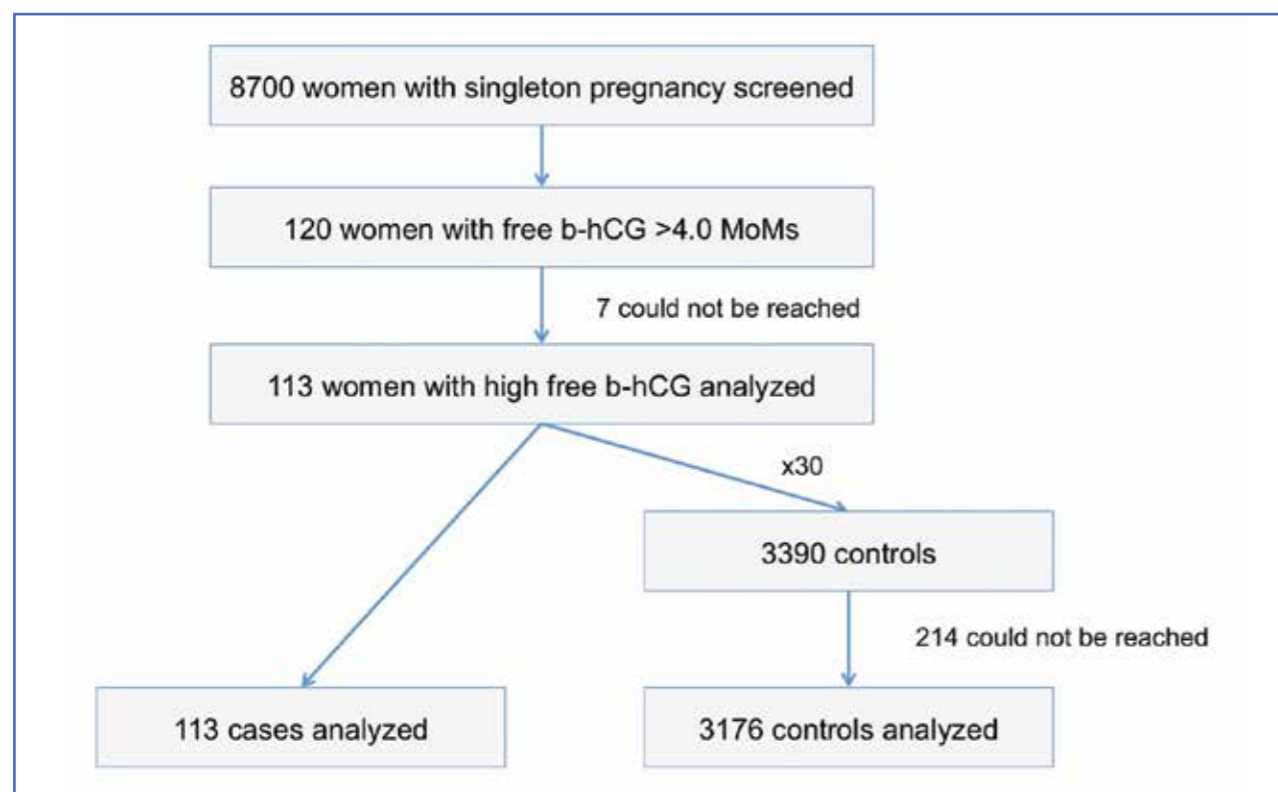 8700 women with singleton pregnancy screened
120 women with free b-hCG >4.0 MoMs
7 could not be reached
113 women with high free b-hCG analyzed
x30
3390 controls
214 could not be reached
113 cases analyzed
3176 controls analyzed